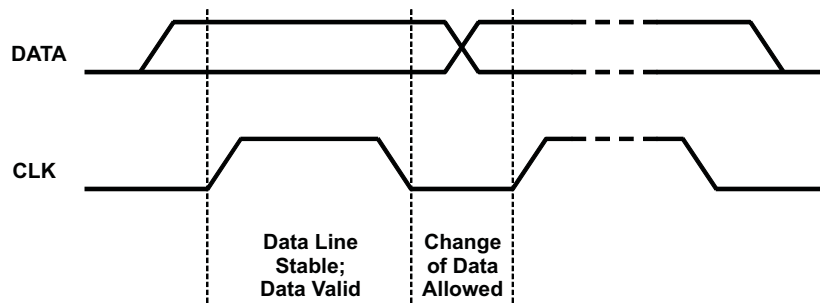 DATA
CLK
Data Line
Stable;
Data Valid
Change
of Data
Allowed